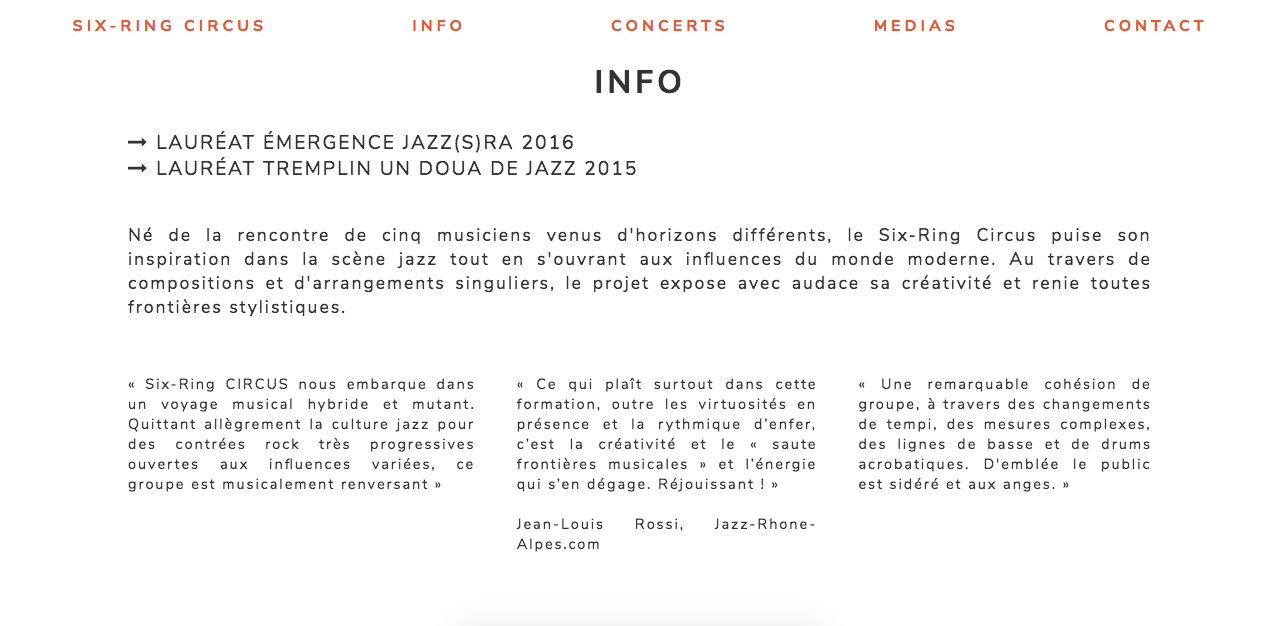 SIX-RING CIRCUS INFO CONCERTS MEDIAS CONTACT
INFO
→ LAURÉAT ÉMERGENCE JAZZ(S)RA 2016
→ LAURÉAT TREMPLIN UN DOUA DE JAZZ 2015
Né de la rencontre de cinq musiciens venus d'horizons différents, le Six-Ring Circus puise son
inspiration dans la scène jazz tout en s'ouvrant aux influences du monde moderne. Au travers de
compositions et d'arrangements singuliers, le projet expose avec audace sa créativité et renie toutes
frontières stylistiques.
« Six-Ring CIRCUS nous embarque dans
un voyage musical hybride et mutant.
Quittant allègrement la culture jazz pour
des contrées rock très progressives
ouvertes aux influences variées, ce
groupe est musicalement renversant »
« Ce qui plaît surtout dans cette
formation, outre les virtuosités en
présence et la rythmique d’enfer,
c’est la créativité et le « saute
frontières musicales » et l’énergie
qui s’en dégage. Réjouissant ! »
Jean-Louis Rossi, Jazz-Rhone-
Alpes.com
« Une remarquable cohésion de
groupe, à travers des changements
de tempi, des mesures complexes,
des lignes de basse et de drums
acrobatiques. D'emblée le public
est sidéré et aux anges. »